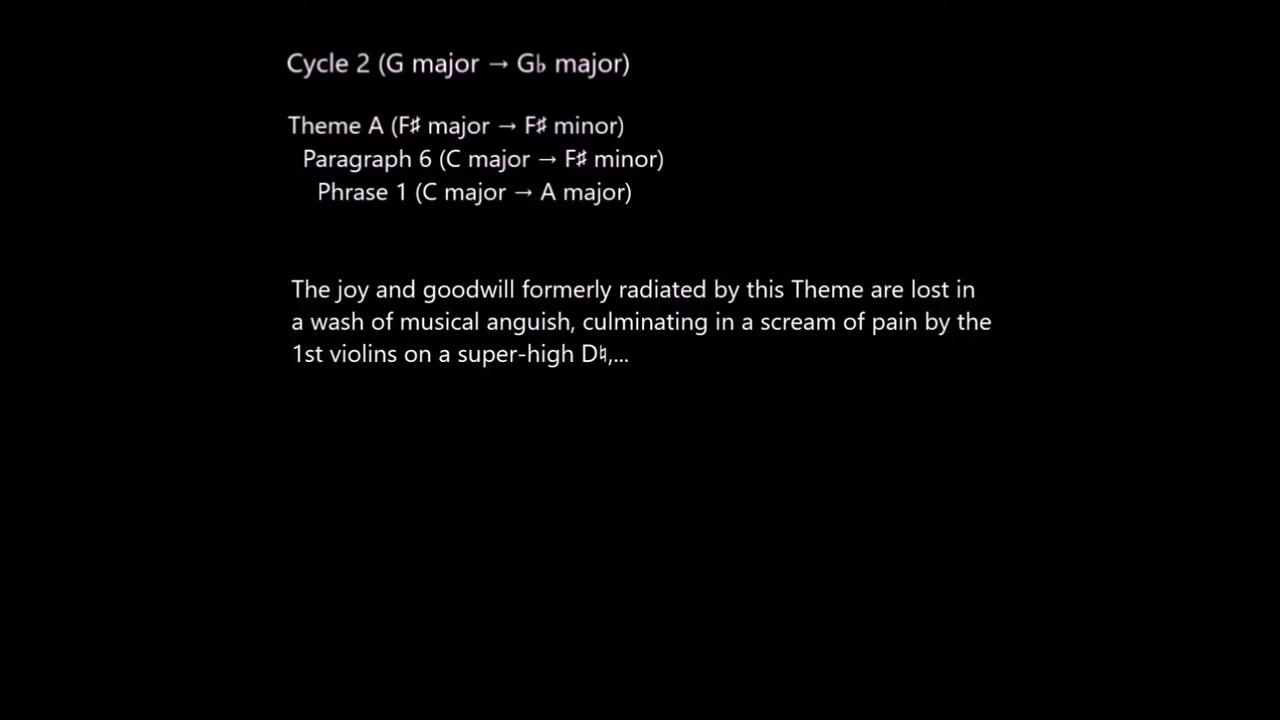 Cycle 2 (G major → G♭ major)
Theme A (F♯ major → F♯ minor)
Paragraph 6 (C major → F♯ minor)
Phrase 1 (C major → A major)
The joy and goodwill formerly radiated by this Theme are lost in
a wash of musical anguish, culminating in a scream of pain by the
1st violins on a super-high D♮,...